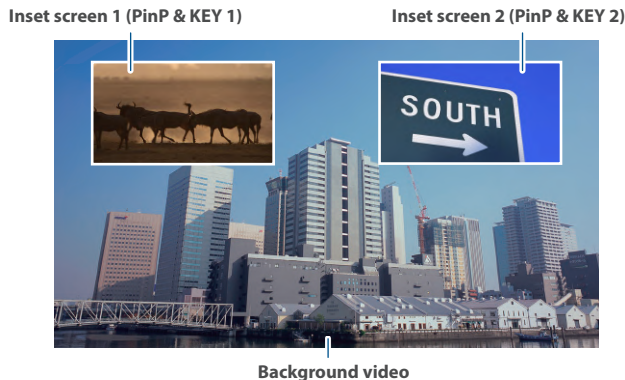 Inset screen 1 (PinP & KEY 1)
Inset screen 2 (PinP & KEY 2)
SOUTH
Background video